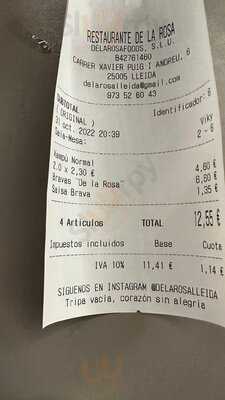 RESTAURANTE DE LA ROSA
DELAROSAFOODS, S.L.U.
B42761460
CARRER XAVIER PUIG I ANDREU, 6
25005 LLEIDA
delarosalleida@gmail.com
973 52 60 43
SUBTOTAL
( ORIGINAL ) Identificador: 6
31 oct. 2022 20:39 Viky
Sala-Mesa: 2 - 6
Xampú Normal
2,0 x 2,30 € 4,60 €
Bravas "De la Rosa" 6,60 €
Salsa Brava 1,35 €
4 Artículos TOTAL 12,55 €
Impuestos incluidos Base Cuota
IVA 10% 11,41 € 1,14 €
SIGUENOS EN INSTAGRAM @DELAROSALLEIDA
Tripa vacía, corazón sin alegría